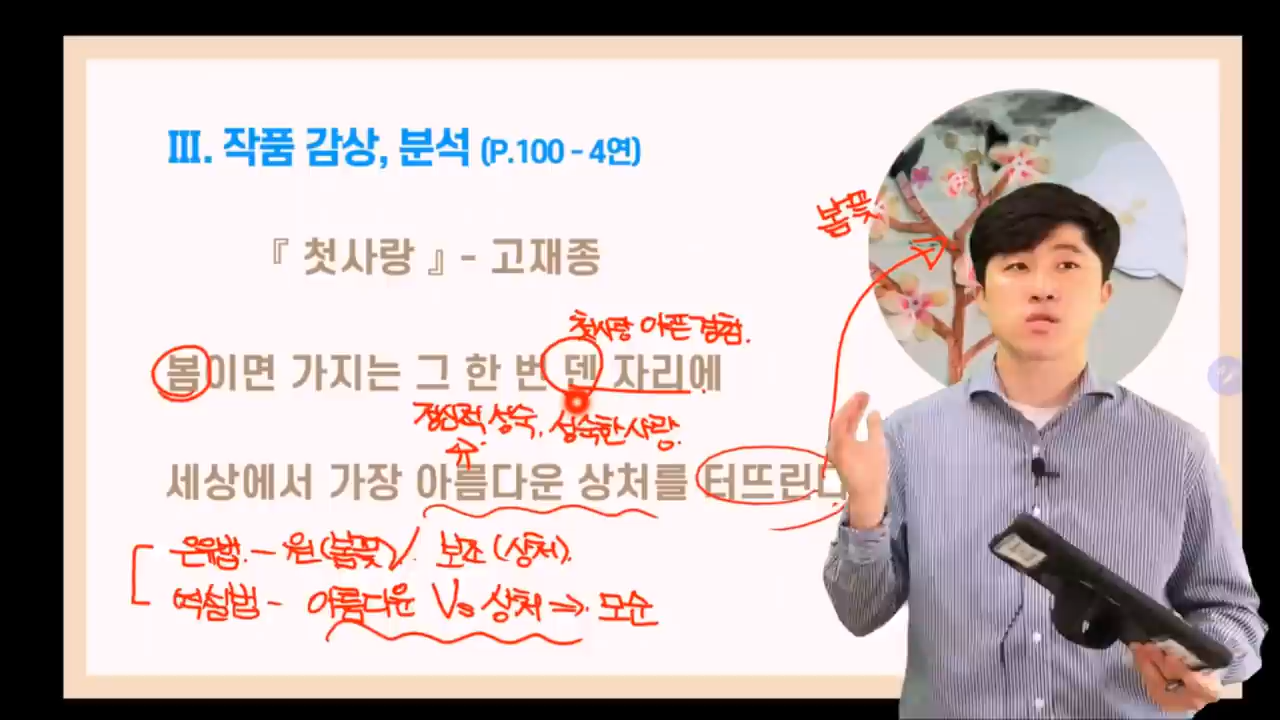 Ⅲ. 작품 감상, 분석 (P.100 - 4연)
『 첫사랑 』 - 고재종
봄꽃
첫사랑 아픈 경험.
봄이면 가지는 그 한 번 덴 자리에
정신적 성숙, 성숙한 사랑.
세상에서 가장 아름다운 상처를 터뜨린다
은유법. - 원(봄꽃) / 보조(상처).
역설법 - 아름다운 Vs 상처 => 모순